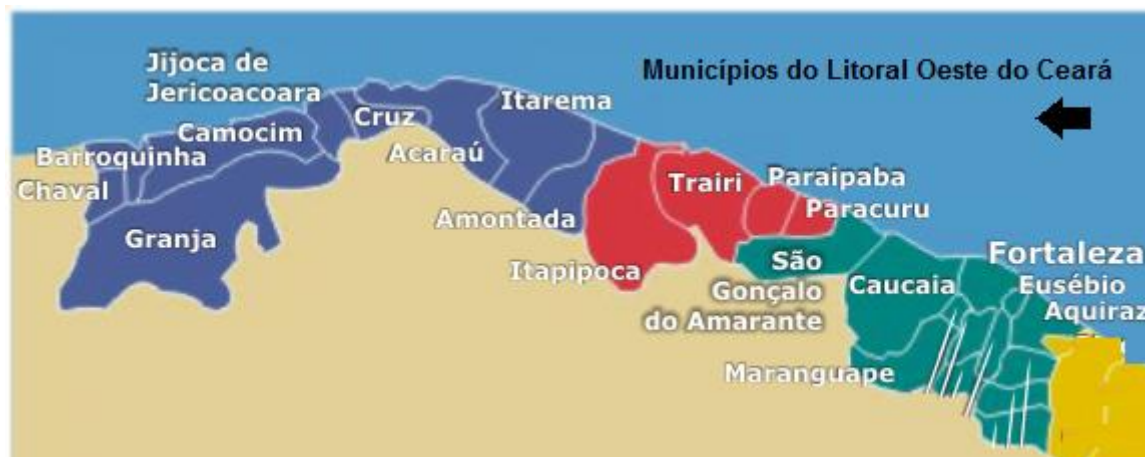 Municípios do Litoral Oeste do Ceará
Jijoca de
Jericoacoara
Cruz
Itarema
Camocim
Barroquinha
Acaraú
Chaval
Granja
Amontada
Itapipoca
Trairi
Paraipaba
Paracuru
São
Gonçalo
do Amarante
Caucaia
Fortaleza
Eusébio
Aquiraz
Maranguape